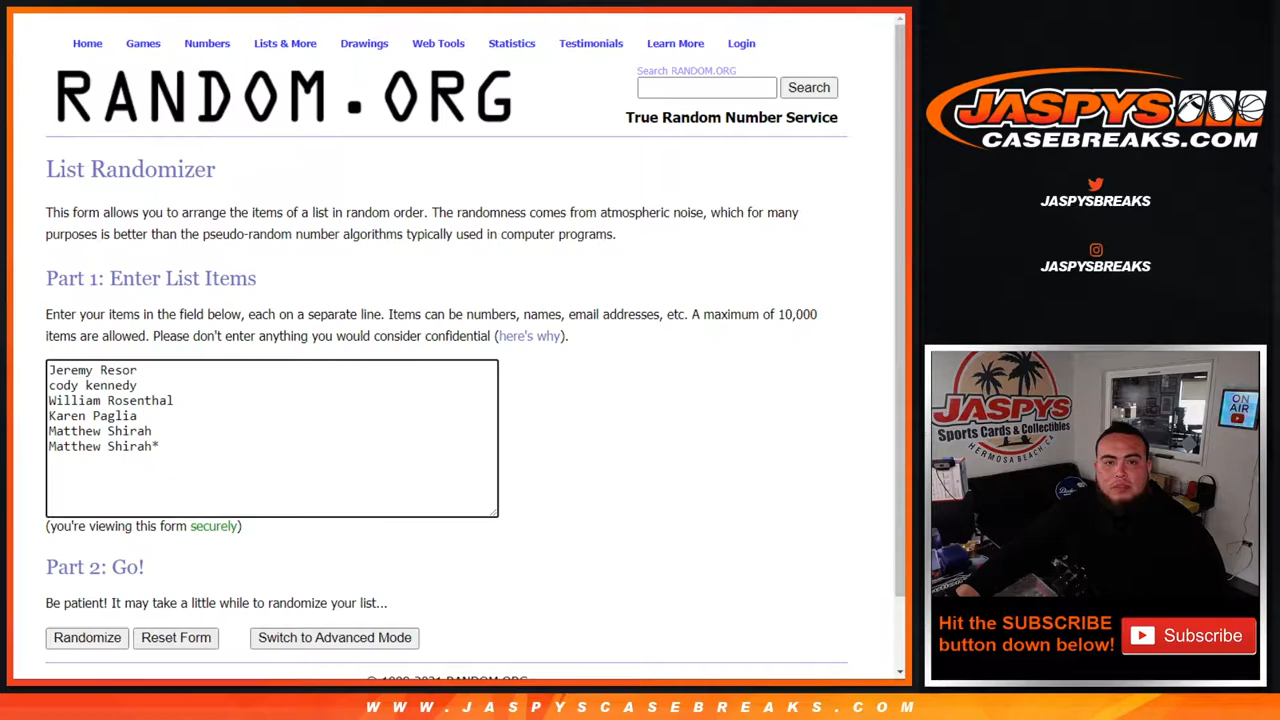 Home Games Numbers Lists & More Drawings Web Tools Statistics Testimonials Learn More Login
RANDOM.ORG
Search RANDOM.ORG
Search
True Random Number Service
List Randomizer
This form allows you to arrange the items of a list in random order. The randomness comes from atmospheric noise, which for many
purposes is better than the pseudo-random number algorithms typically used in computer programs.
Part 1: Enter List Items
Enter your items in the field below, each on a separate line. Items can be numbers, names, email addresses, etc. A maximum of 10,000
items are allowed. Please don't enter anything you would consider confidential (here's why).
Jeremy Resor
cody kennedy
William Rosenthal
Karen Paglia
Matthew Shirah
Matthew Shirah*
(you're viewing this form securely)
Part 2: Go!
Be patient! It may take a little while to randomize your list...
Randomize Reset Form Switch to Advanced Mode
JASPYS
CASEBREAKS.COM
JASPYSBREAKS
JASPYSBREAKS
JASPYS
Sports Cards & Collectibles
HERMOSA BEACH, CA
ON
AIR
Hit the SUBSCRIBE
button down below!
Subscribe
WWW.JASPYSCASEBREAKS.COM